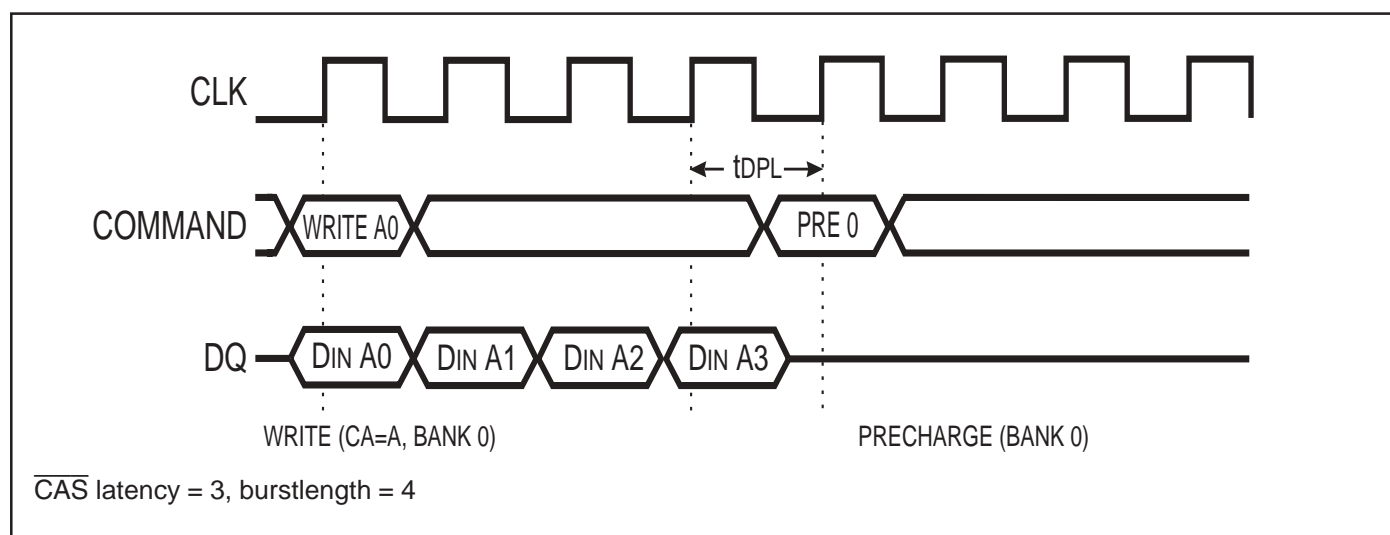 CLK
tDPL
COMMAND WRITE A0 PRE 0
DQ DIN A0 DIN A1 DIN A2 DIN A3
WRITE (CA=A, BANK 0) PRECHARGE (BANK 0)
CAS latency = 3, burstlength = 4